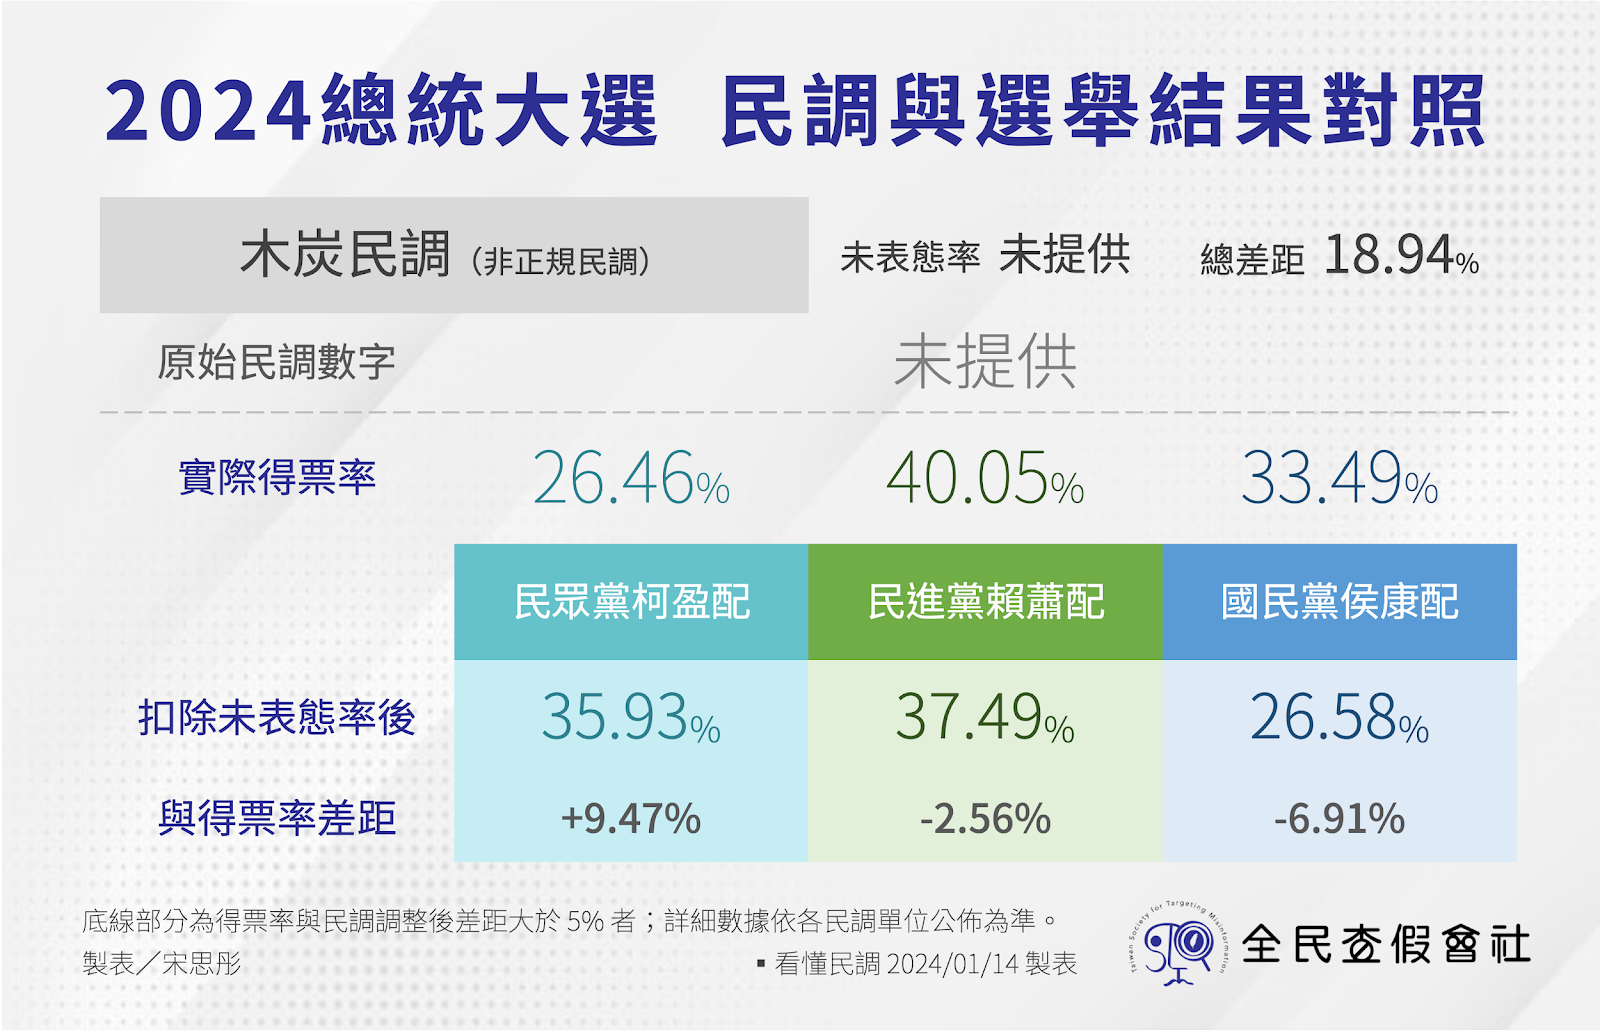 2024總統大選 民調與選舉結果對照
木炭民調（非正規民調） 未表態率 未提供 總差距 18.94%
原始民調數字 未提供
實際得票率 26.46% 40.05% 33.49%
民眾黨柯盈配 民進黨賴蕭配 國民黨侯康配
扣除未表態率後 35.93% 37.49% 26.58%
與得票率差距 +9.47% -2.56% -6.91%
底線部分為得票率與民調調整後差距大於 5% 者；詳細數據依各民調單位公佈為準。
製表／宋思彤 ▪看懂民調 2024/01/14 製表
Taiwan Society for Targeting Misinformation
全民查假會社